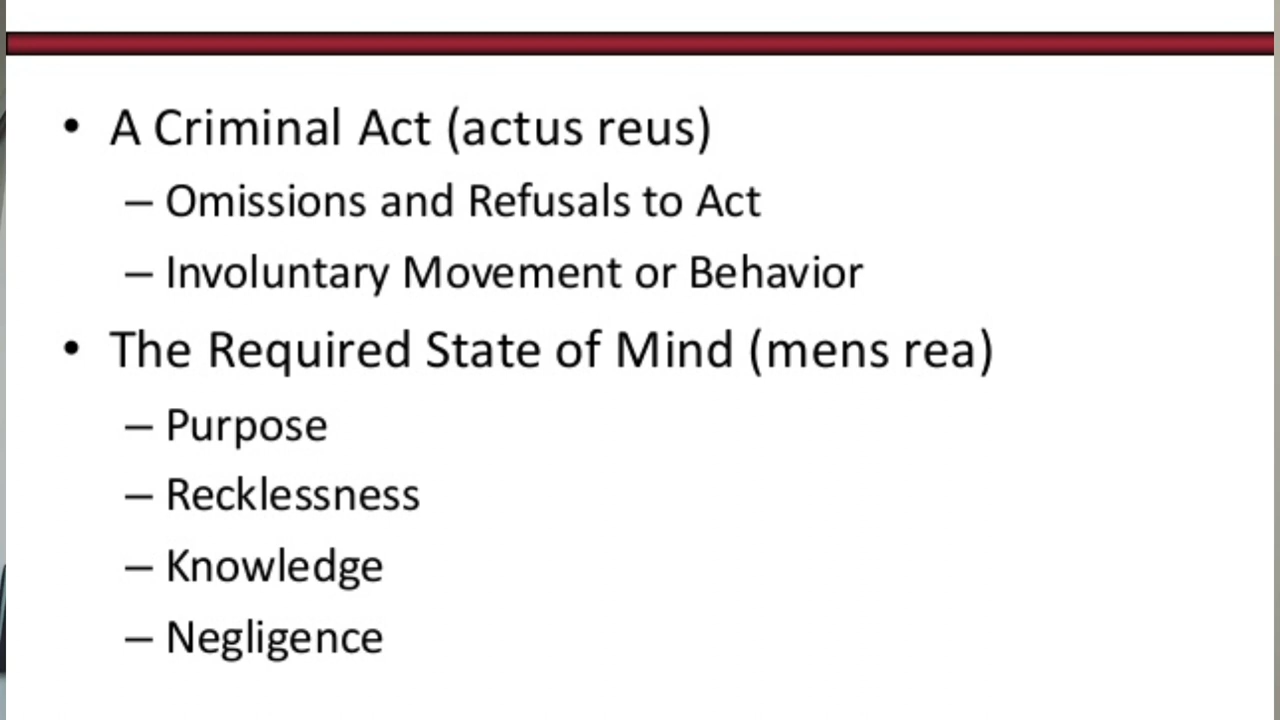 • A Criminal Act (actus reus)
– Omissions and Refusals to Act
– Involuntary Movement or Behavior
• The Required State of Mind (mens rea)
– Purpose
– Recklessness
– Knowledge
– Negligence